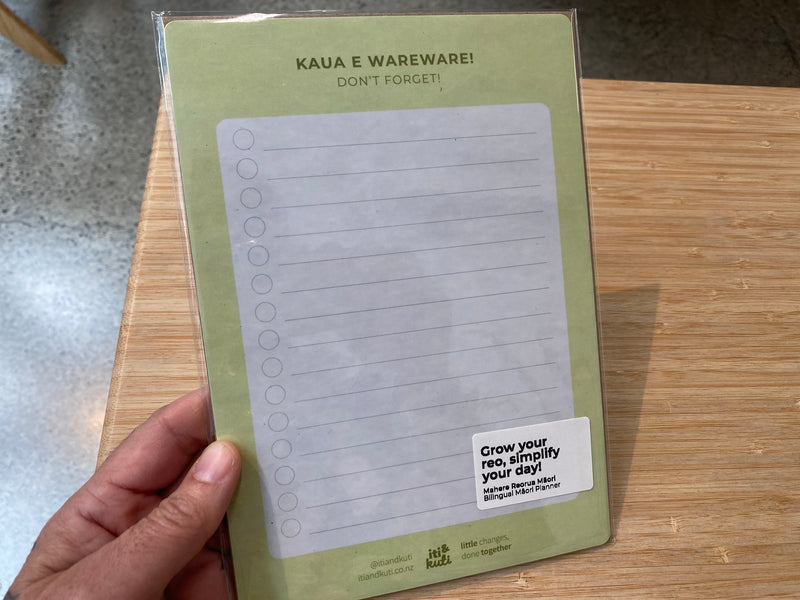 KAUA E WAREWARE!
DON'T FORGET!
Grow your
reo, simplify
your day!
Mahere Reorua Māori
Bilingual Māori Planner
@itiandkuti
itiandkuti.co.nz
iti&
kuti
little changes,
done together